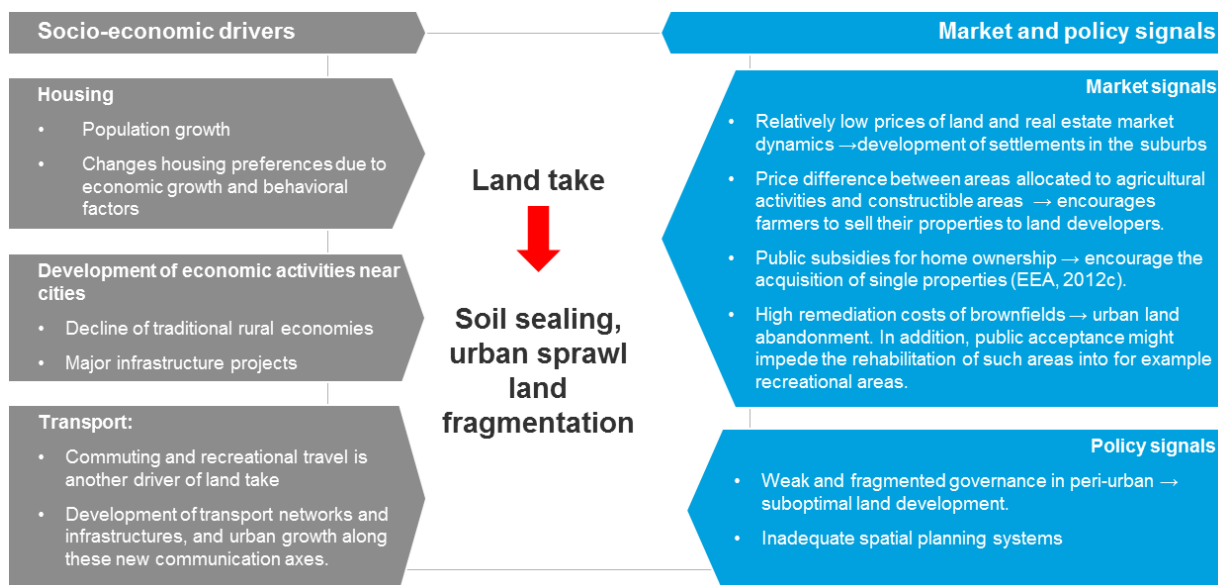 Socio-economic drivers
Housing
• Population growth
• Changes housing preferences due to
economic growth and behavioral
factors
Development of economic activities near
cities
• Decline of traditional rural economies
• Major infrastructure projects
Transport:
• Commuting and recreational travel is
another driver of land take
• Development of transport networks and
infrastructures, and urban growth along
these new communication axes.
Land take
Soil sealing,
urban sprawl
land
fragmentation
Market and policy signals
Market signals
• Relatively low prices of land and real estate market
dynamics →development of settlements in the suburbs
• Price difference between areas allocated to agricultural
activities and constructible areas → encourages
farmers to sell their properties to land developers.
• Public subsidies for home ownership → encourage the
acquisition of single properties (EEA, 2012c).
• High remediation costs of brownfields → urban land
abandonment. In addition, public acceptance might
impede the rehabilitation of such areas into for example
recreational areas.
Policy signals
• Weak and fragmented governance in peri-urban →
suboptimal land development.
• Inadequate spatial planning systems